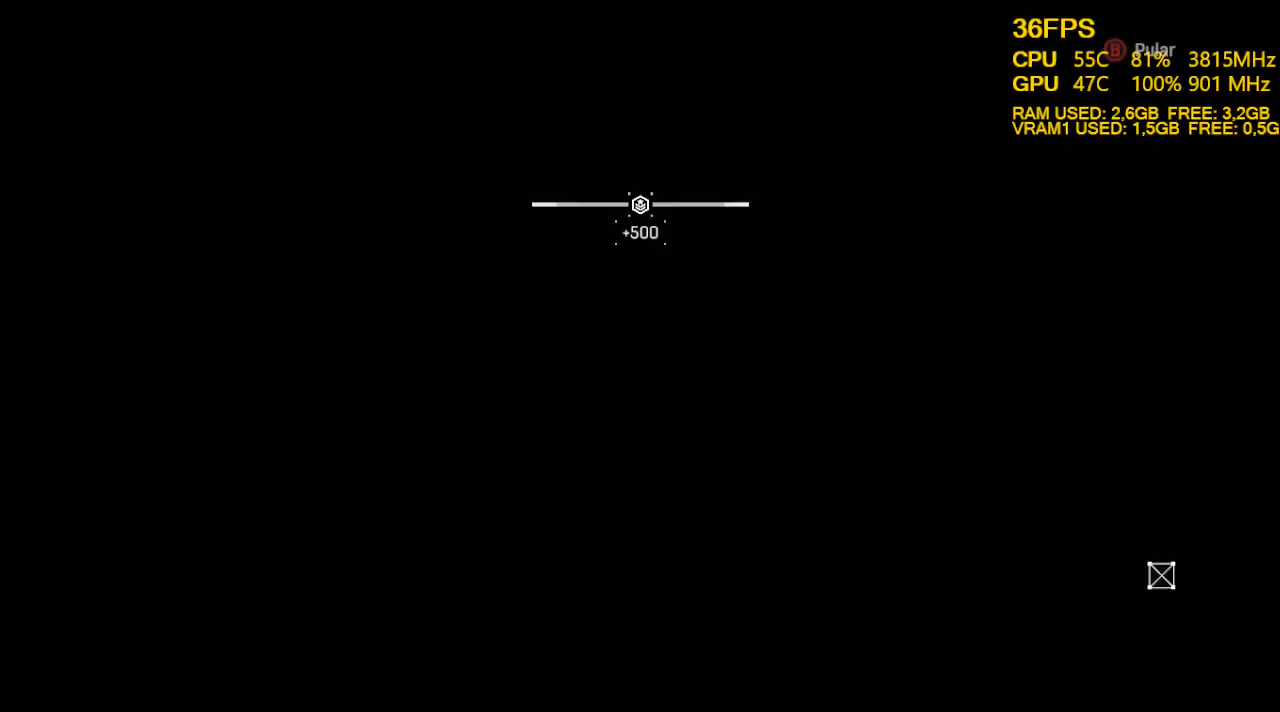 36FPS
B Pular
CPU 55C 81% 3815MHz
GPU 47C 100% 901 MHz
RAM USED: 2,6GB FREE: 3,2GB
VRAM1 USED: 1,5GB FREE: 0,5G
+500